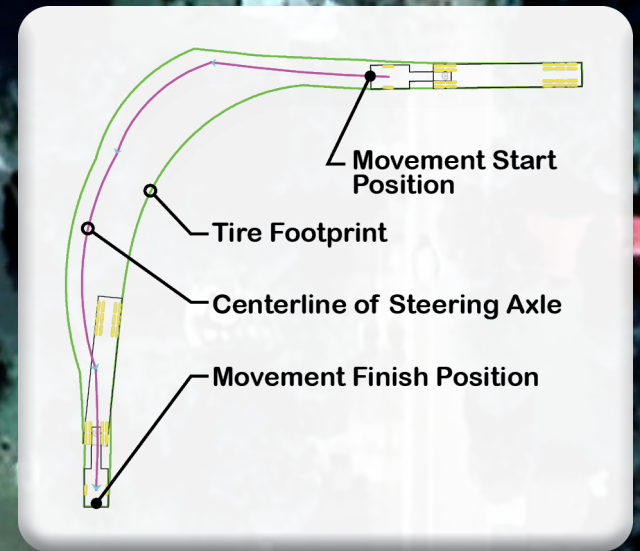 Movement Start
Position
Tire Footprint
Centerline of Steering Axle
Movement Finish Position